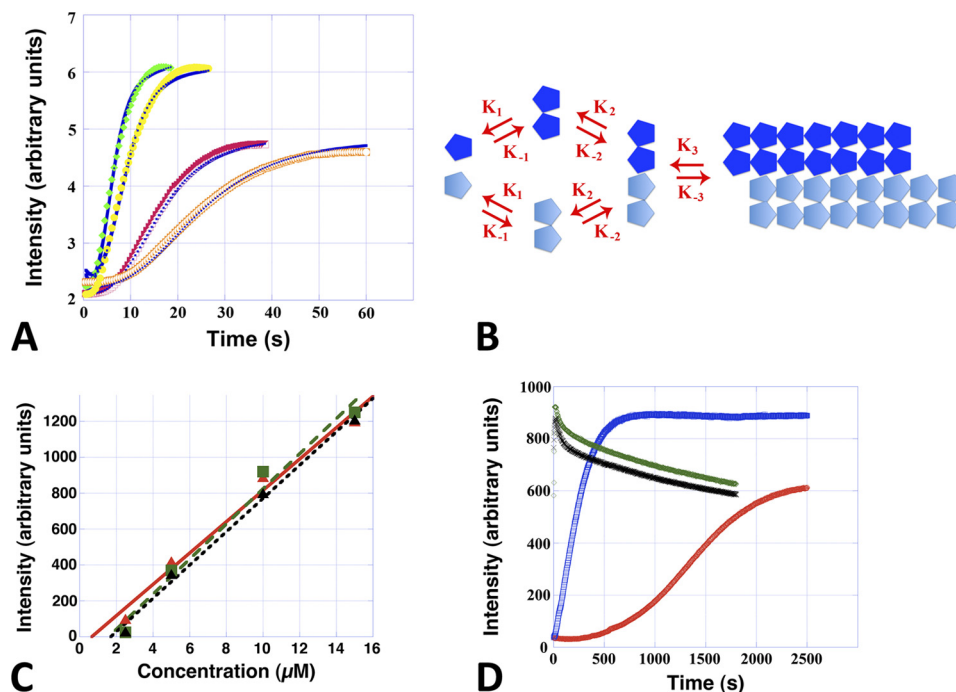 7
6
5
4
3
2
0 10 20 30 40 50 60
Intensity (arbitrary units)
Time (s)
A
K1 K2
K-1 K-2
K3
K-3
K1 K2
K-1 K-2
B
1200
1000
800
600
400
200
0
0 2 4 6 8 10 12 14 16
Intensity (arbitrary units)
Concentration (µM)
C
1000
800
600
400
200
0
0 500 1000 1500 2000 2500
Intensity (arbitrary units)
Time (s)
D